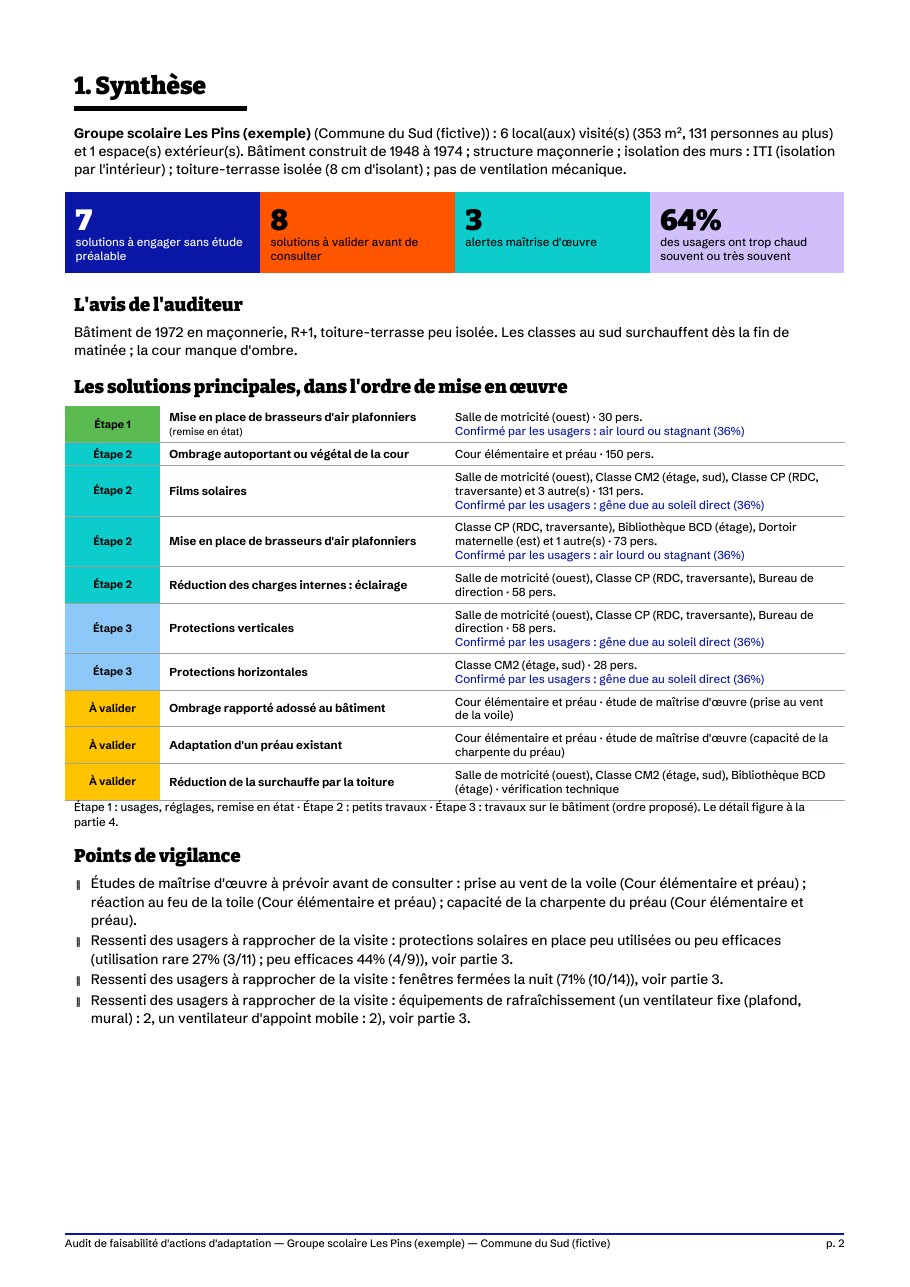 1. Synthèse
Groupe scolaire Les Pins (exemple) (Commune du Sud (fictive)) : 6 local(aux) visité(s) (353 m², 131 personnes au plus)
et 1 espace(s) extérieur(s). Bâtiment construit de 1948 à 1974 ; structure maçonnerie ; isolation des murs : ITI (isolation
par l'intérieur) ; toiture-terrasse isolée (8 cm d'isolant) ; pas de ventilation mécanique.
7
solutions à engager sans étude
préalable
8
solutions à valider avant de
consulter
3
alertes maîtrise d'œuvre
64%
des usagers ont trop chaud
souvent ou très souvent
L'avis de l'auditeur
Bâtiment de 1972 en maçonnerie, R+1, toiture-terrasse peu isolée. Les classes au sud surchauffent dès la fin de
matinée ; la cour manque d'ombre.
Les solutions principales, dans l'ordre de mise en œuvre
Étape 1
Mise en place de brasseurs d'air plafonniers
(remise en état)
Salle de motricité (ouest) · 30 pers.
Confirmé par les usagers : air lourd ou stagnant (36%)
Étape 2
Ombrage autoportant ou végétal de la cour
Cour élémentaire et préau · 150 pers.
Étape 2
Films solaires
Salle de motricité (ouest), Classe CM2 (étage, sud), Classe CP (RDC,
traversante) et 3 autre(s) · 131 pers.
Confirmé par les usagers : gêne due au soleil direct (36%)
Étape 2
Mise en place de brasseurs d'air plafonniers
Classe CP (RDC, traversante), Bibliothèque BCD (étage), Dortoir
maternelle (est) et 1 autre(s) · 73 pers.
Confirmé par les usagers : air lourd ou stagnant (36%)
Étape 2
Réduction des charges internes : éclairage
Salle de motricité (ouest), Classe CP (RDC, traversante), Bureau de
direction · 58 pers.
Étape 3
Protections verticales
Salle de motricité (ouest), Classe CP (RDC, traversante), Bureau de
direction · 58 pers.
Confirmé par les usagers : gêne due au soleil direct (36%)
Étape 3
Protections horizontales
Classe CM2 (étage, sud) · 28 pers.
Confirmé par les usagers : gêne due au soleil direct (36%)
À valider
Ombrage rapporté adossé au bâtiment
Cour élémentaire et préau · étude de maîtrise d'œuvre (prise au vent
de la voile)
À valider
Adaptation d'un préau existant
Cour élémentaire et préau · étude de maîtrise d'œuvre (capacité de la
charpente du préau)
À valider
Réduction de la surchauffe par la toiture
Salle de motricité (ouest), Classe CM2 (étage, sud), Bibliothèque BCD
(étage) · vérification technique
Étape 1 : usages, réglages, remise en état · Étape 2 : petits travaux · Étape 3 : travaux sur le bâtiment (ordre proposé). Le détail figure à la
partie 4.
Points de vigilance
Études de maîtrise d'œuvre à prévoir avant de consulter : prise au vent de la voile (Cour élémentaire et préau) ;
réaction au feu de la toile (Cour élémentaire et préau) ; capacité de la charpente du préau (Cour élémentaire et
préau).
Ressenti des usagers à rapprocher de la visite : protections solaires en place peu utilisées ou peu efficaces
(utilisation rare 27% (3/11) ; peu efficaces 44% (4/9)), voir partie 3.
Ressenti des usagers à rapprocher de la visite : fenêtres fermées la nuit (71% (10/14)), voir partie 3.
Ressenti des usagers à rapprocher de la visite : équipements de rafraîchissement (un ventilateur fixe (plafond,
mural) : 2, un ventilateur d'appoint mobile : 2), voir partie 3.
Audit de faisabilité d'actions d'adaptation — Groupe scolaire Les Pins (exemple) — Commune du Sud (fictive)
p. 2